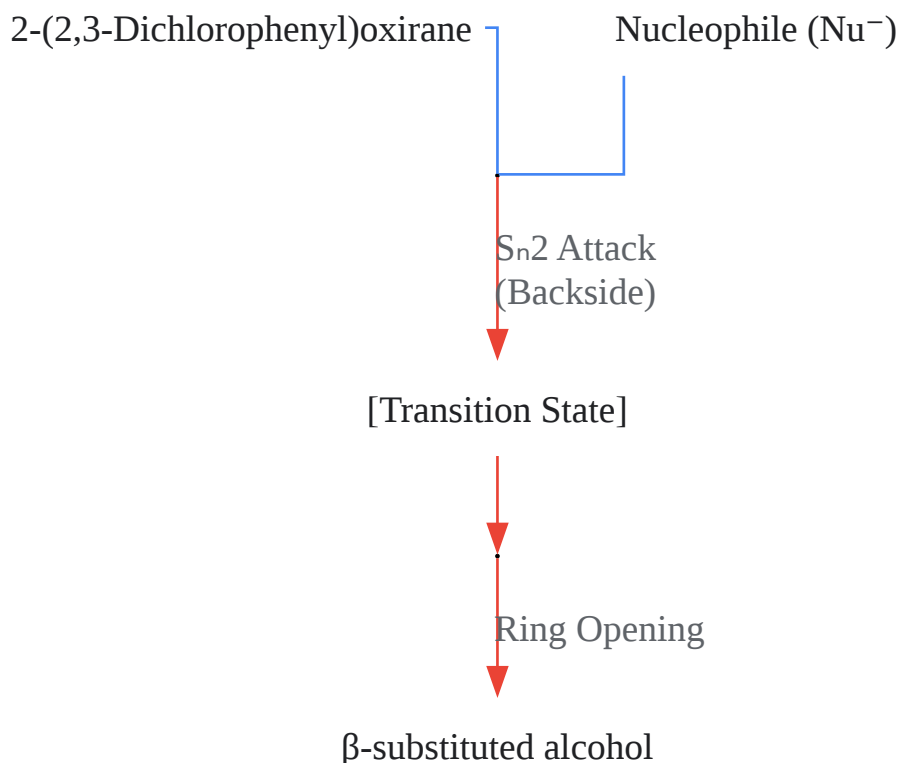 2-(2,3-Dichlorophenyl)oxirane
Nucleophile (Nu⁻)
Sₙ2 Attack
(Backside)
[Transition State]
Ring Opening
β-substituted alcohol